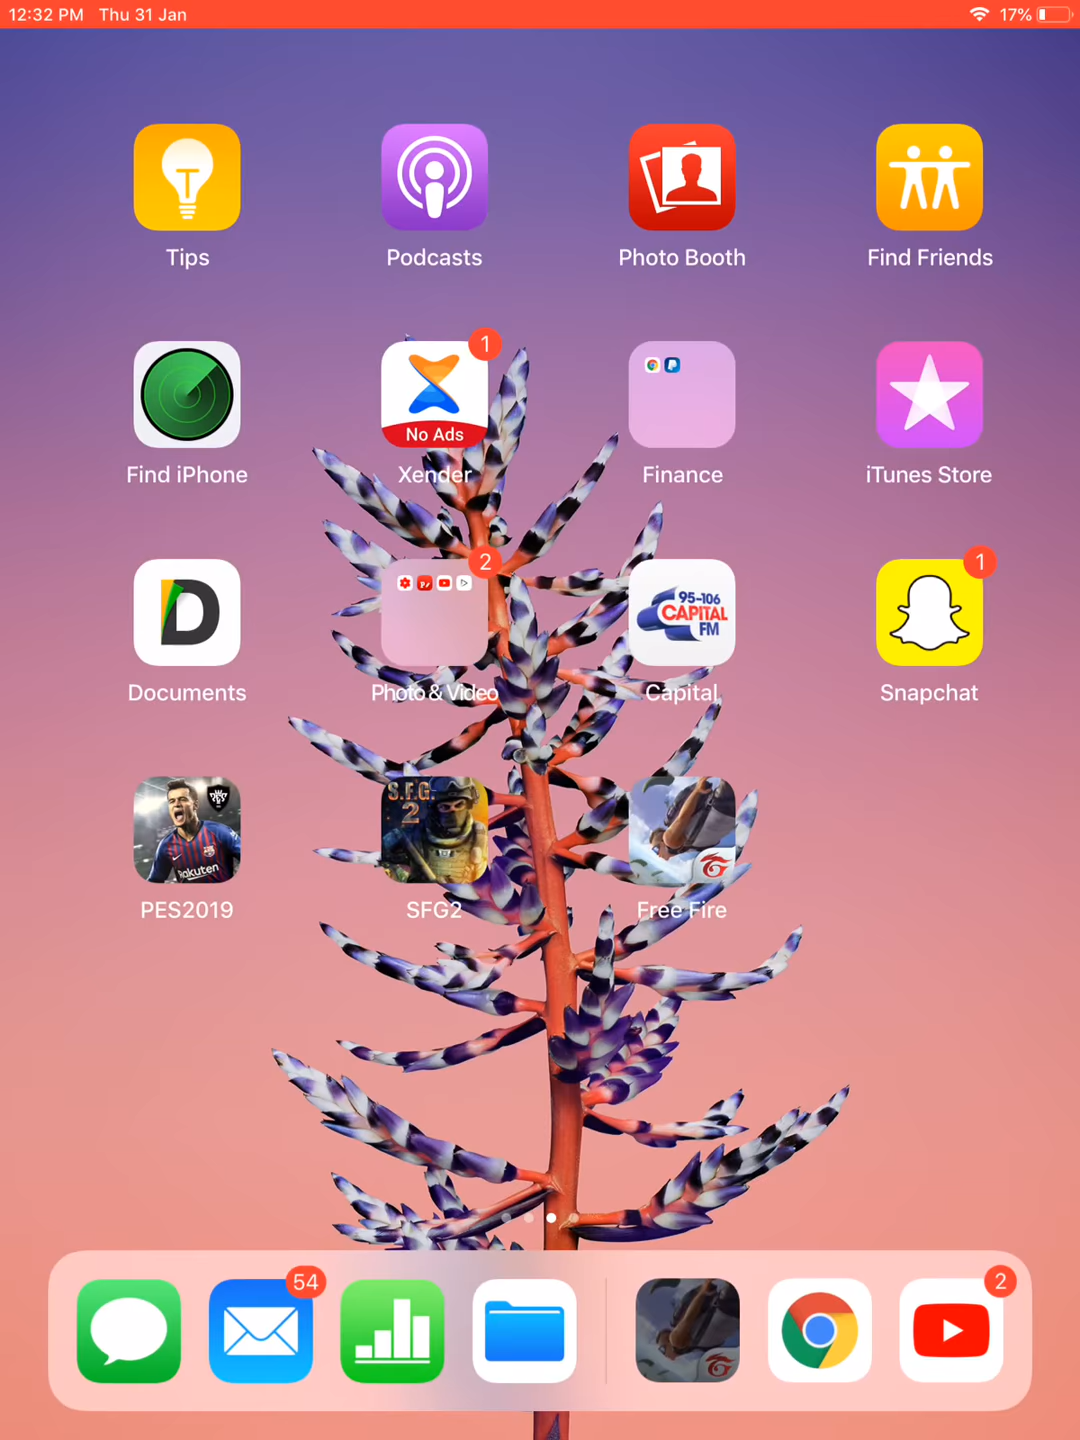 12:32 PM Thu 31 Jan 17%
Tips Podcasts Photo Booth Find Friends
1
No Ads
Find iPhone Xender Finance iTunes Store
2 1
D
95-106
CAPITAL
FM
Documents Photo & Video Capital Snapchat
S.F.G.
2
Rakuten
PES2019 SFG2 Free Fire
54 2